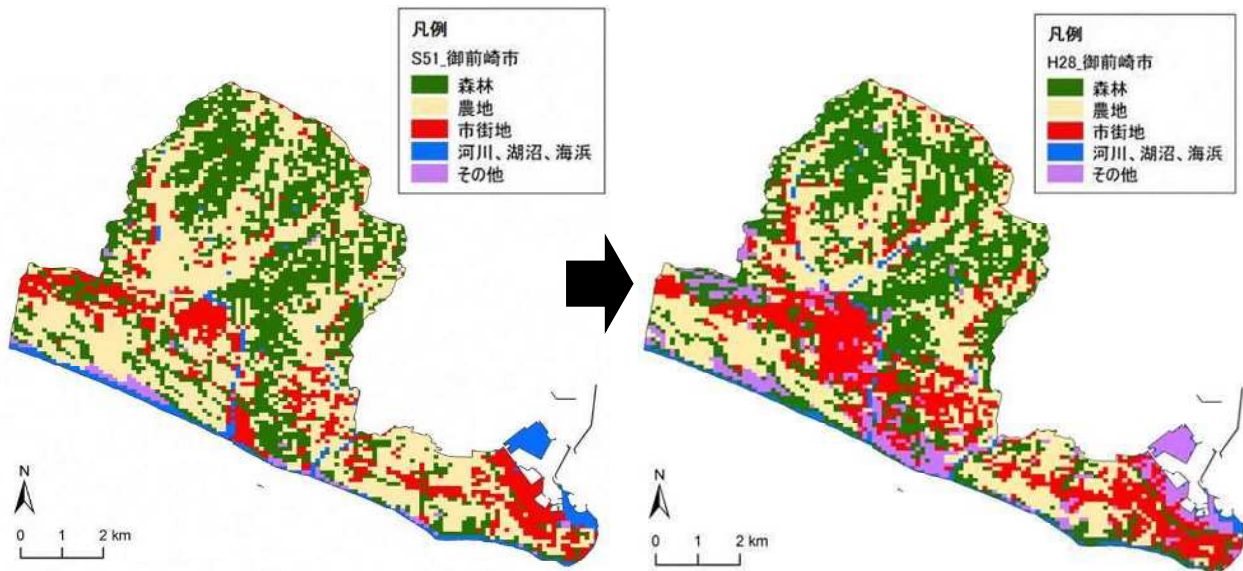 凡例
S51_御前崎市
森林
農地
市街地
河川、湖沼、海浜
その他
N
0 1 2 km
凡例
H28_御前崎市
森林
農地
市街地
河川、湖沼、海浜
その他
N
0 1 2 km